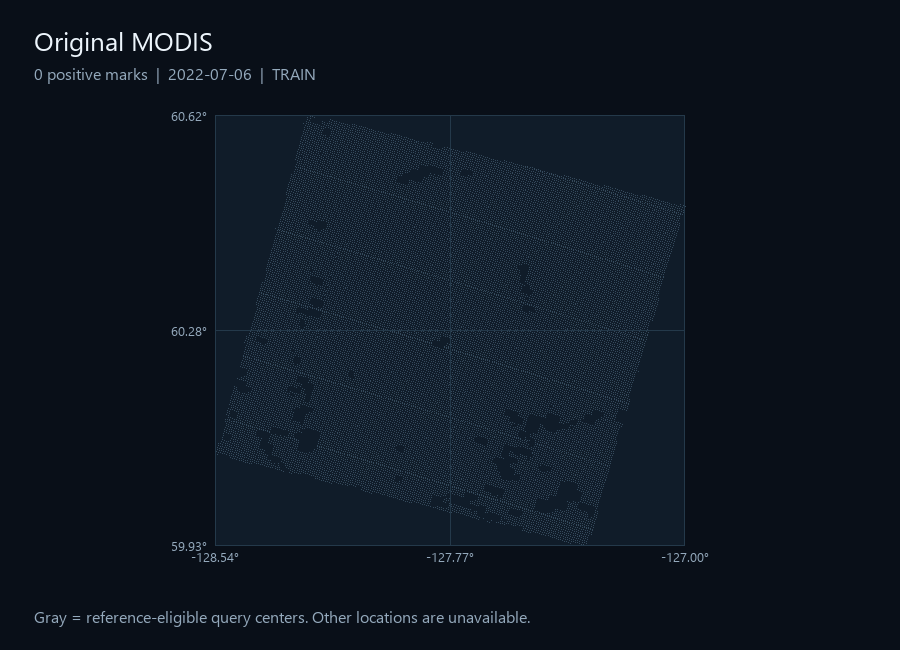 Original MODIS
0 positive marks | 2022-07-06 | TRAIN
60.62°
60.28°
59.93°
-128.54°
-127.77°
-127.00°
Gray = reference-eligible query centers. Other locations are unavailable.